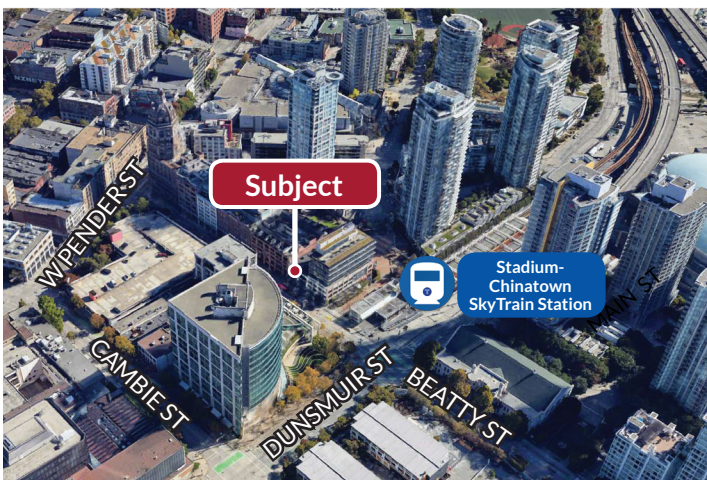 Subject
W PENDER ST
Stadium-
Chinatown
SkyTrain Station
MAIN ST
CAMBIE ST
DUNSMUIR ST
BEATTY ST
T